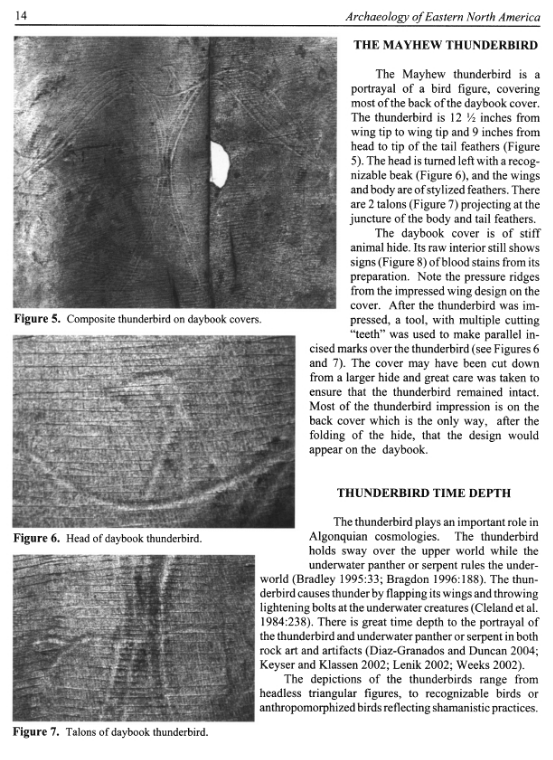 14
Archaeology of Eastern North America
THE MAYHEW THUNDERBIRD
The Mayhew thunderbird is a
portrayal of a bird figure, covering
most of the back of the daybook cover.
The thunderbird is 12 ½ inches from
wing tip to wing tip and 9 inches from
head to tip of the tail feathers (Figure
5). The head is turned left with a recog-
nizable beak (Figure 6), and the wings
and body are of stylized feathers. There
are 2 talons (Figure 7) projecting at the
juncture of the body and tail feathers.
The daybook cover is of stiff
animal hide. Its raw interior still shows
signs (Figure 8) of blood stains from its
preparation. Note the pressure ridges
from the impressed wing design on the
cover. After the thunderbird was im-
pressed, a tool, with multiple cutting
“teeth” was used to make parallel in-
cised marks over the thunderbird (see Figures 6
and 7). The cover may have been cut down
from a larger hide and great care was taken to
ensure that the thunderbird remained intact.
Most of the thunderbird impression is on the
back cover which is the only way, after the
folding of the hide, that the design would
appear on the daybook.
Figure 5. Composite thunderbird on daybook covers.
Figure 6. Head of daybook thunderbird.
THUNDERBIRD TIME DEPTH
The thunderbird plays an important role in
Algonquian cosmologies. The thunderbird
holds sway over the upper world while the
underwater panther or serpent rules the under-
world (Bradley 1995:33; Bragdon 1996:188). The thun-
derbird causes thunder by flapping its wings and throwing
lightening bolts at the underwater creatures (Cleland et al.
1984:238). There is great time depth to the portrayal of
the thunderbird and underwater panther or serpent in both
rock art and artifacts (Diaz-Granados and Duncan 2004;
Keyser and Klassen 2002; Lenik 2002; Weeks 2002).
The depictions of the thunderbirds range from
headless triangular figures, to recognizable birds or
anthropomorphized birds reflecting shamanistic practices.
Figure 7. Talons of daybook thunderbird.